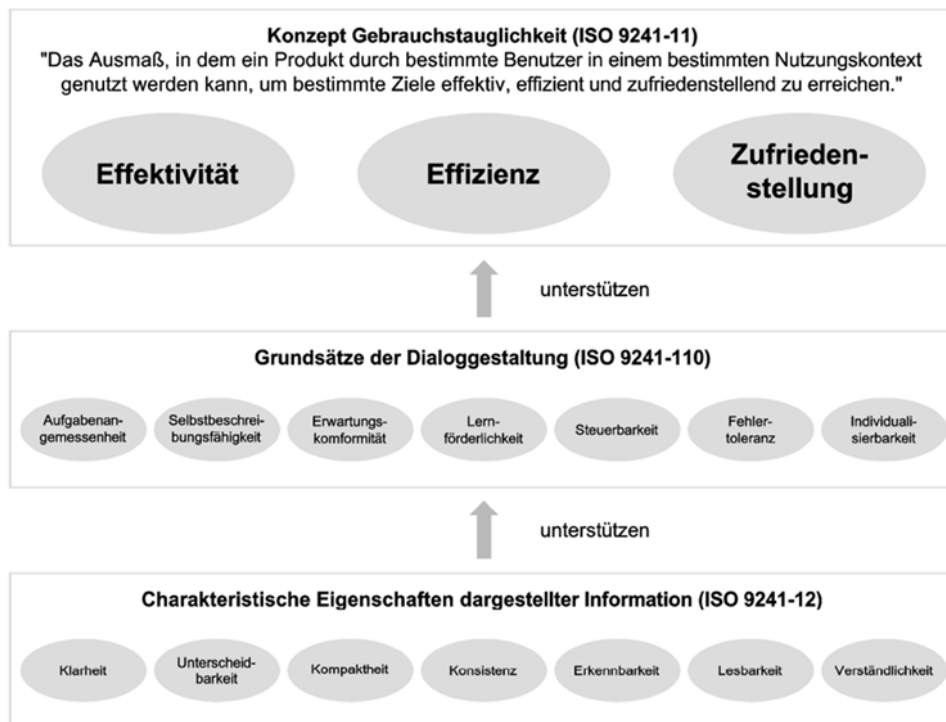 Konzept Gebrauchstauglichkeit (ISO 9241-11)
"Das Ausmaß, in dem ein Produkt durch bestimmte Benutzer in einem bestimmten Nutzungskontext
genutzt werden kann, um bestimmte Ziele effektiv, effizient und zufriedenstellend zu erreichen."
Effektivität
Effizienz
Zufrieden-
stellung
unterstützen
Grundsätze der Dialoggestaltung (ISO 9241-110)
Aufgabenan-
gemessenheit
Selbstbeschrei-
bungsfähigkeit
Erwartungs-
komformität
Lern-
förderlichkeit
Steuerbarkeit
Fehler-
toleranz
Individuali-
sierbarkeit
unterstützen
Charakteristische Eigenschaften dargestellter Information (ISO 9241-12)
Klarheit
Unterscheid-
barkeit
Kompaktheit
Konsistenz
Erkennbarkeit
Lesbarkeit
Verständlichkeit